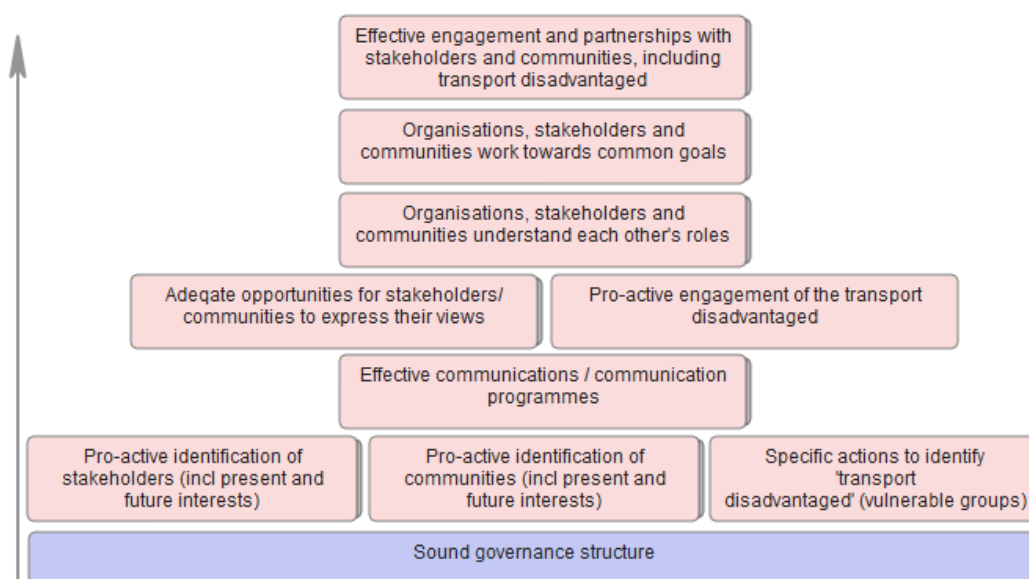 Effective engagement and partnerships with
stakeholders and communities, including
transport disadvantaged
Organisations, stakeholders and
communities work towards common goals
Organisations, stakeholders and
communities understand each other's roles
Adeqate opportunities for stakeholders/
communities to express their views
Pro-active engagement of the transport
disadvantaged
Effective communications / communication
programmes
Pro-active identification of
stakeholders (incl present and
future interests)
Pro-active identification of
communities (incl present and
future interests)
Specific actions to identify
'transport
disadvantaged' (vulnerable groups)
Sound governance structure